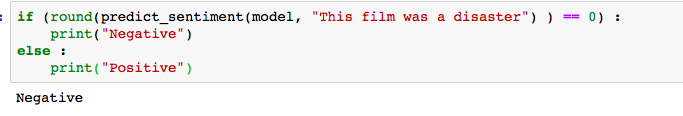 if (round(predict_sentiment(model, "This film was a disaster") ) == 0) :
    print("Negative")
else :
    print("Positive")
Negative